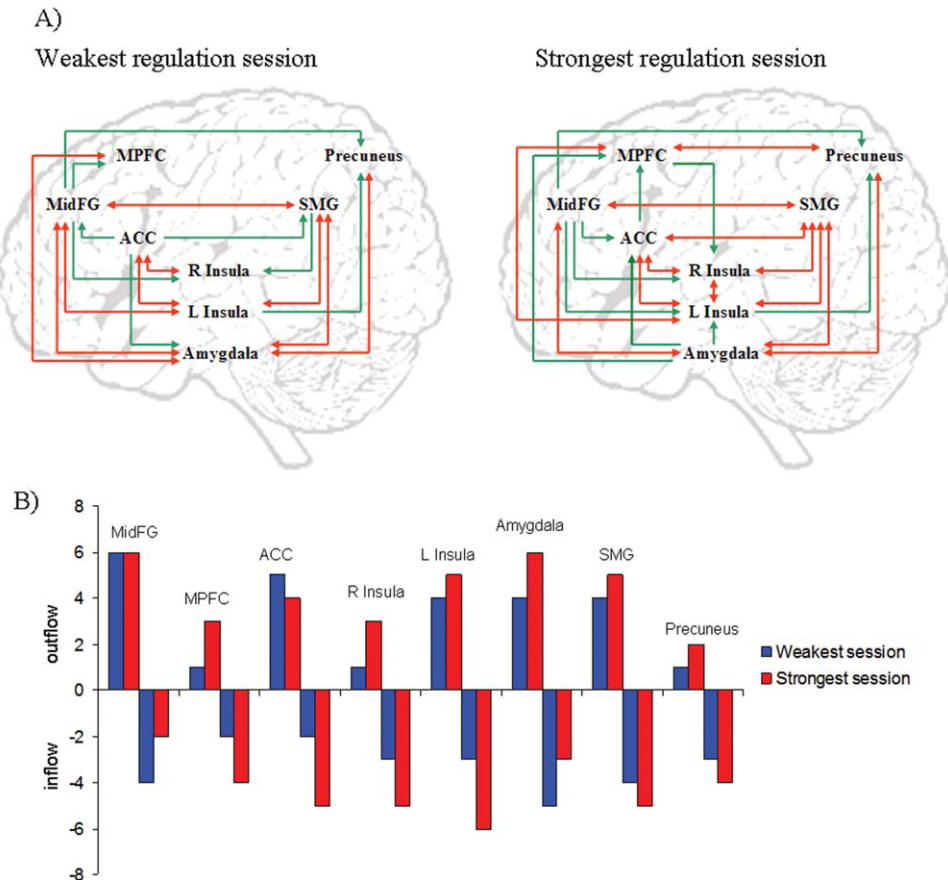 A)
Weakest regulation session
Strongest regulation session
MPFC
Precuneus
MidFG
SMG
ACC
R Insula
L Insula
Amygdala
MPFC
Precuneus
MidFG
SMG
ACC
R Insula
L Insula
Amygdala
B)
outflow
inflow
8
6
4
2
0
-2
-4
-6
-8
MidFG
MPFC
ACC
R Insula
L Insula
Amygdala
SMG
Precuneus
Weakest session
Strongest session